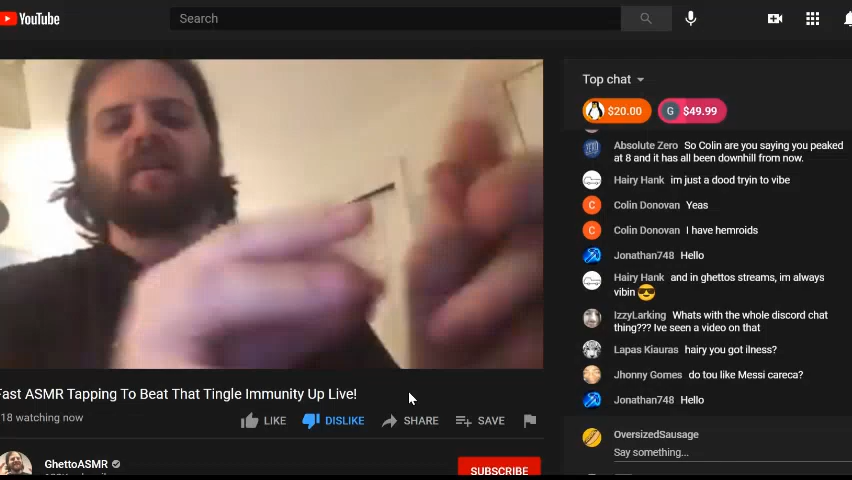 YouTube
Search
Top chat
$20.00
G $49.99
Absolute Zero So Colin are you saying you peaked
at 8 and it has all been downhill from now.
Hairy Hank im just a dood tryin to vibe
C Colin Donovan Yeas
C Colin Donovan I have hemroids
Jonathan748 Hello
Hairy Hank and in ghettos streams, im always
vibin 😎
IzzyLarking Whats with the whole discord chat
thing??? Ive seen a video on that
Lapas Kiauras hairy you got ilness?
Jhonny Gomes do tou like Messi careca?
Jonathan748 Hello
OversizedSausage
Say something...
Fast ASMR Tapping To Beat That Tingle Immunity Up Live!
18 watching now
LIKE
DISLIKE
SHARE
SAVE
GhettoASMR
SUBSCRIBE